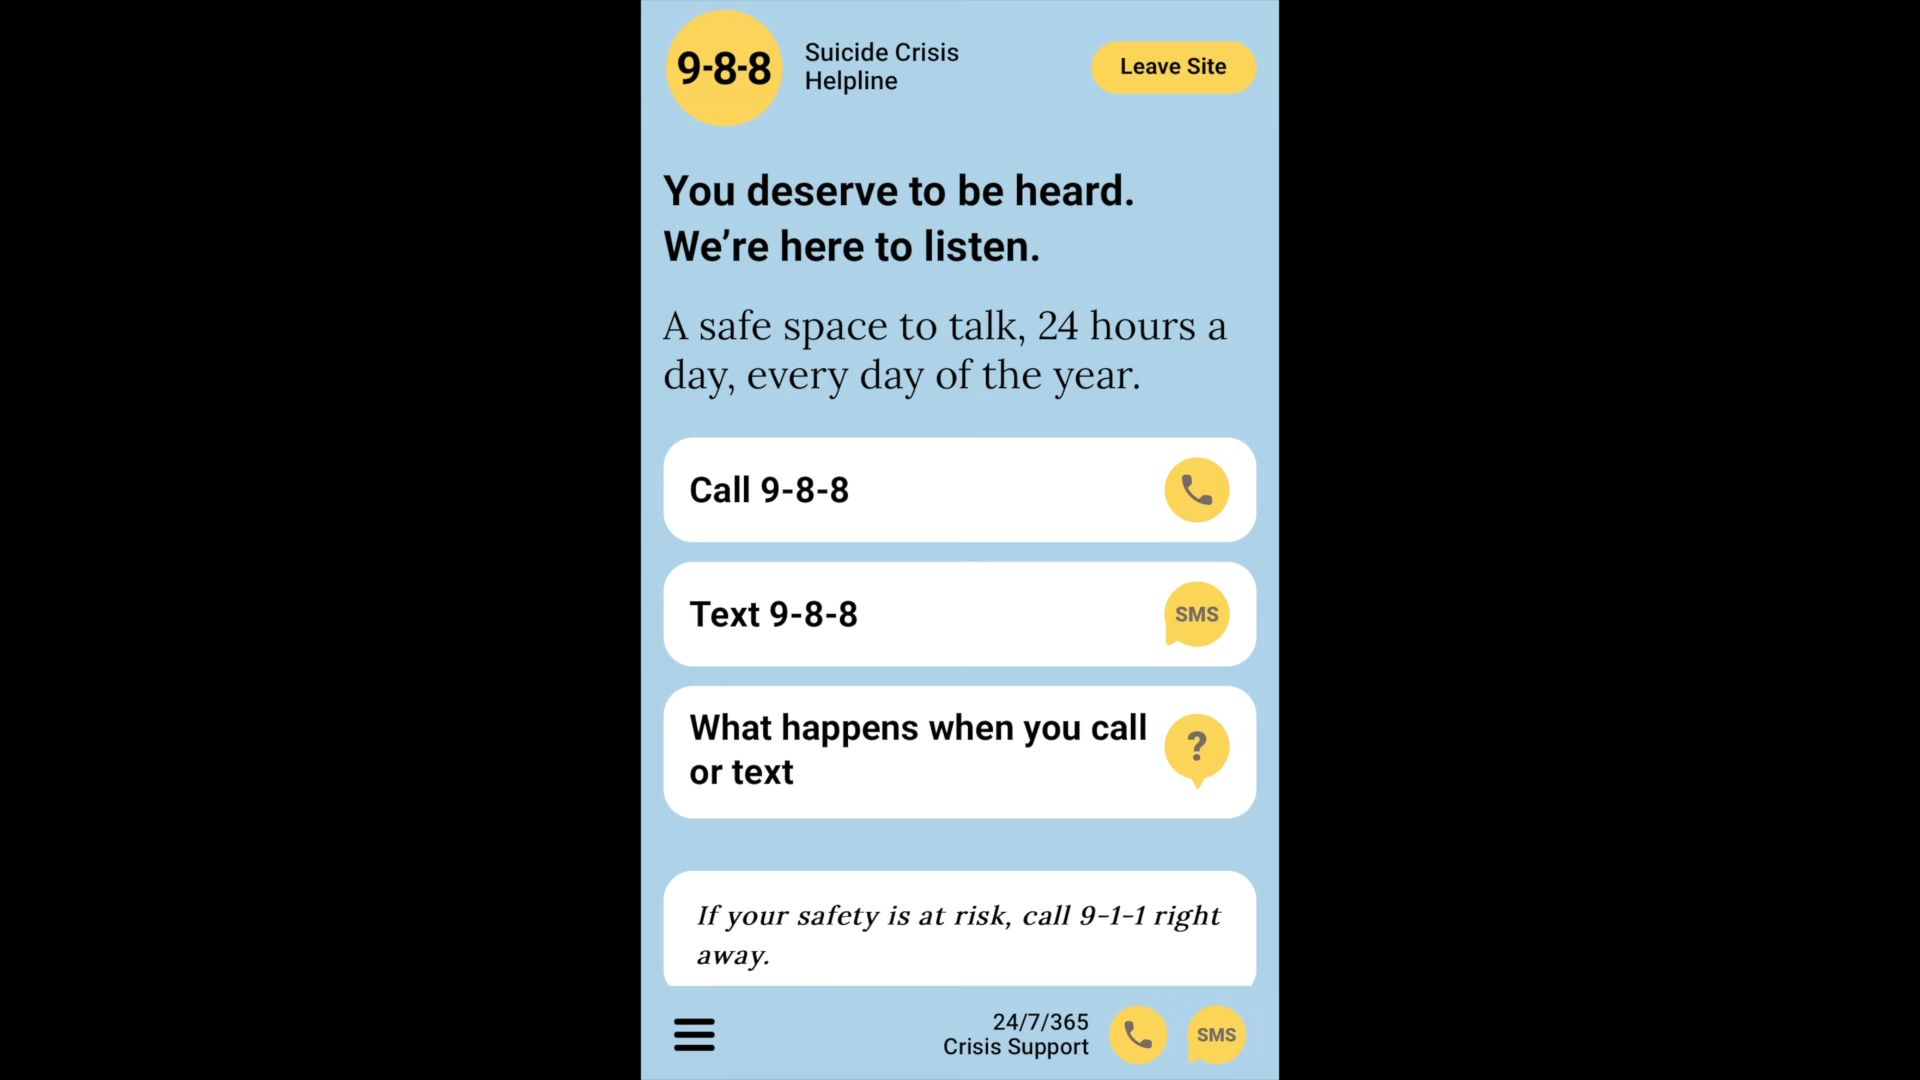 9-8-8
Suicide Crisis
Helpline
Leave Site
You deserve to be heard.
We’re here to listen.
A safe space to talk, 24 hours a
day, every day of the year.
Call 9-8-8
Text 9-8-8
SMS
What happens when you call
or text
?
If your safety is at risk, call 9-1-1 right
away.
24/7/365
Crisis Support
SMS